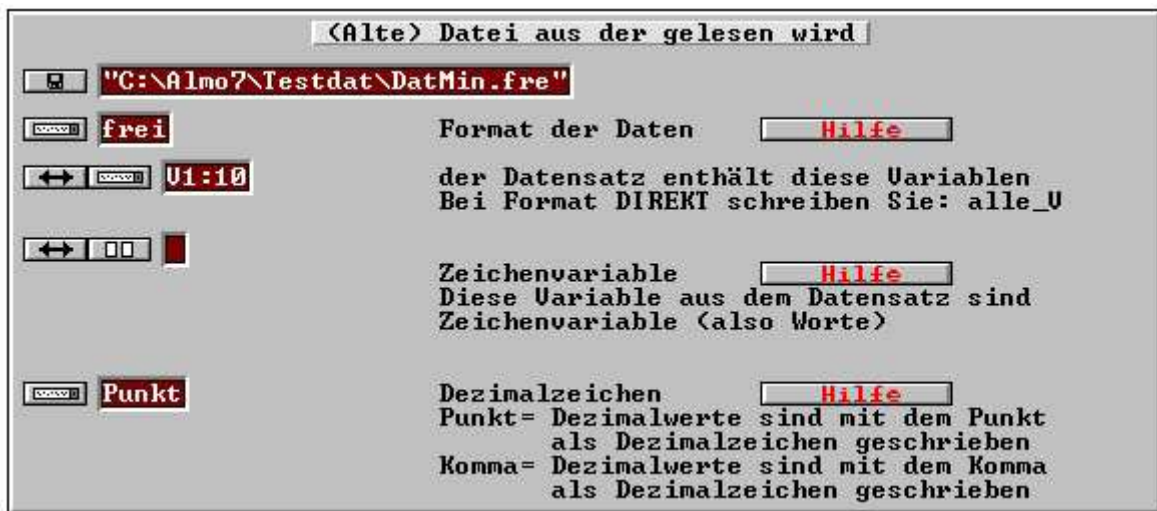 (Alte) Datei aus der gelesen wird
"C:\Almo7\Testdat\DatMin.fre"
frei Format der Daten Hilfe
V1:10 der Datensatz enthält diese Variablen
Bei Format DIREKT schreiben Sie: alle_V
Zeichenvariable Hilfe
Diese Variable aus dem Datensatz sind
Zeichenvariable (also Worte)
Punkt Dezimalzeichen Hilfe
Punkt= Dezimalwerte sind mit dem Punkt
als Dezimalzeichen geschrieben
Komma= Dezimalwerte sind mit dem Komma
als Dezimalzeichen geschrieben